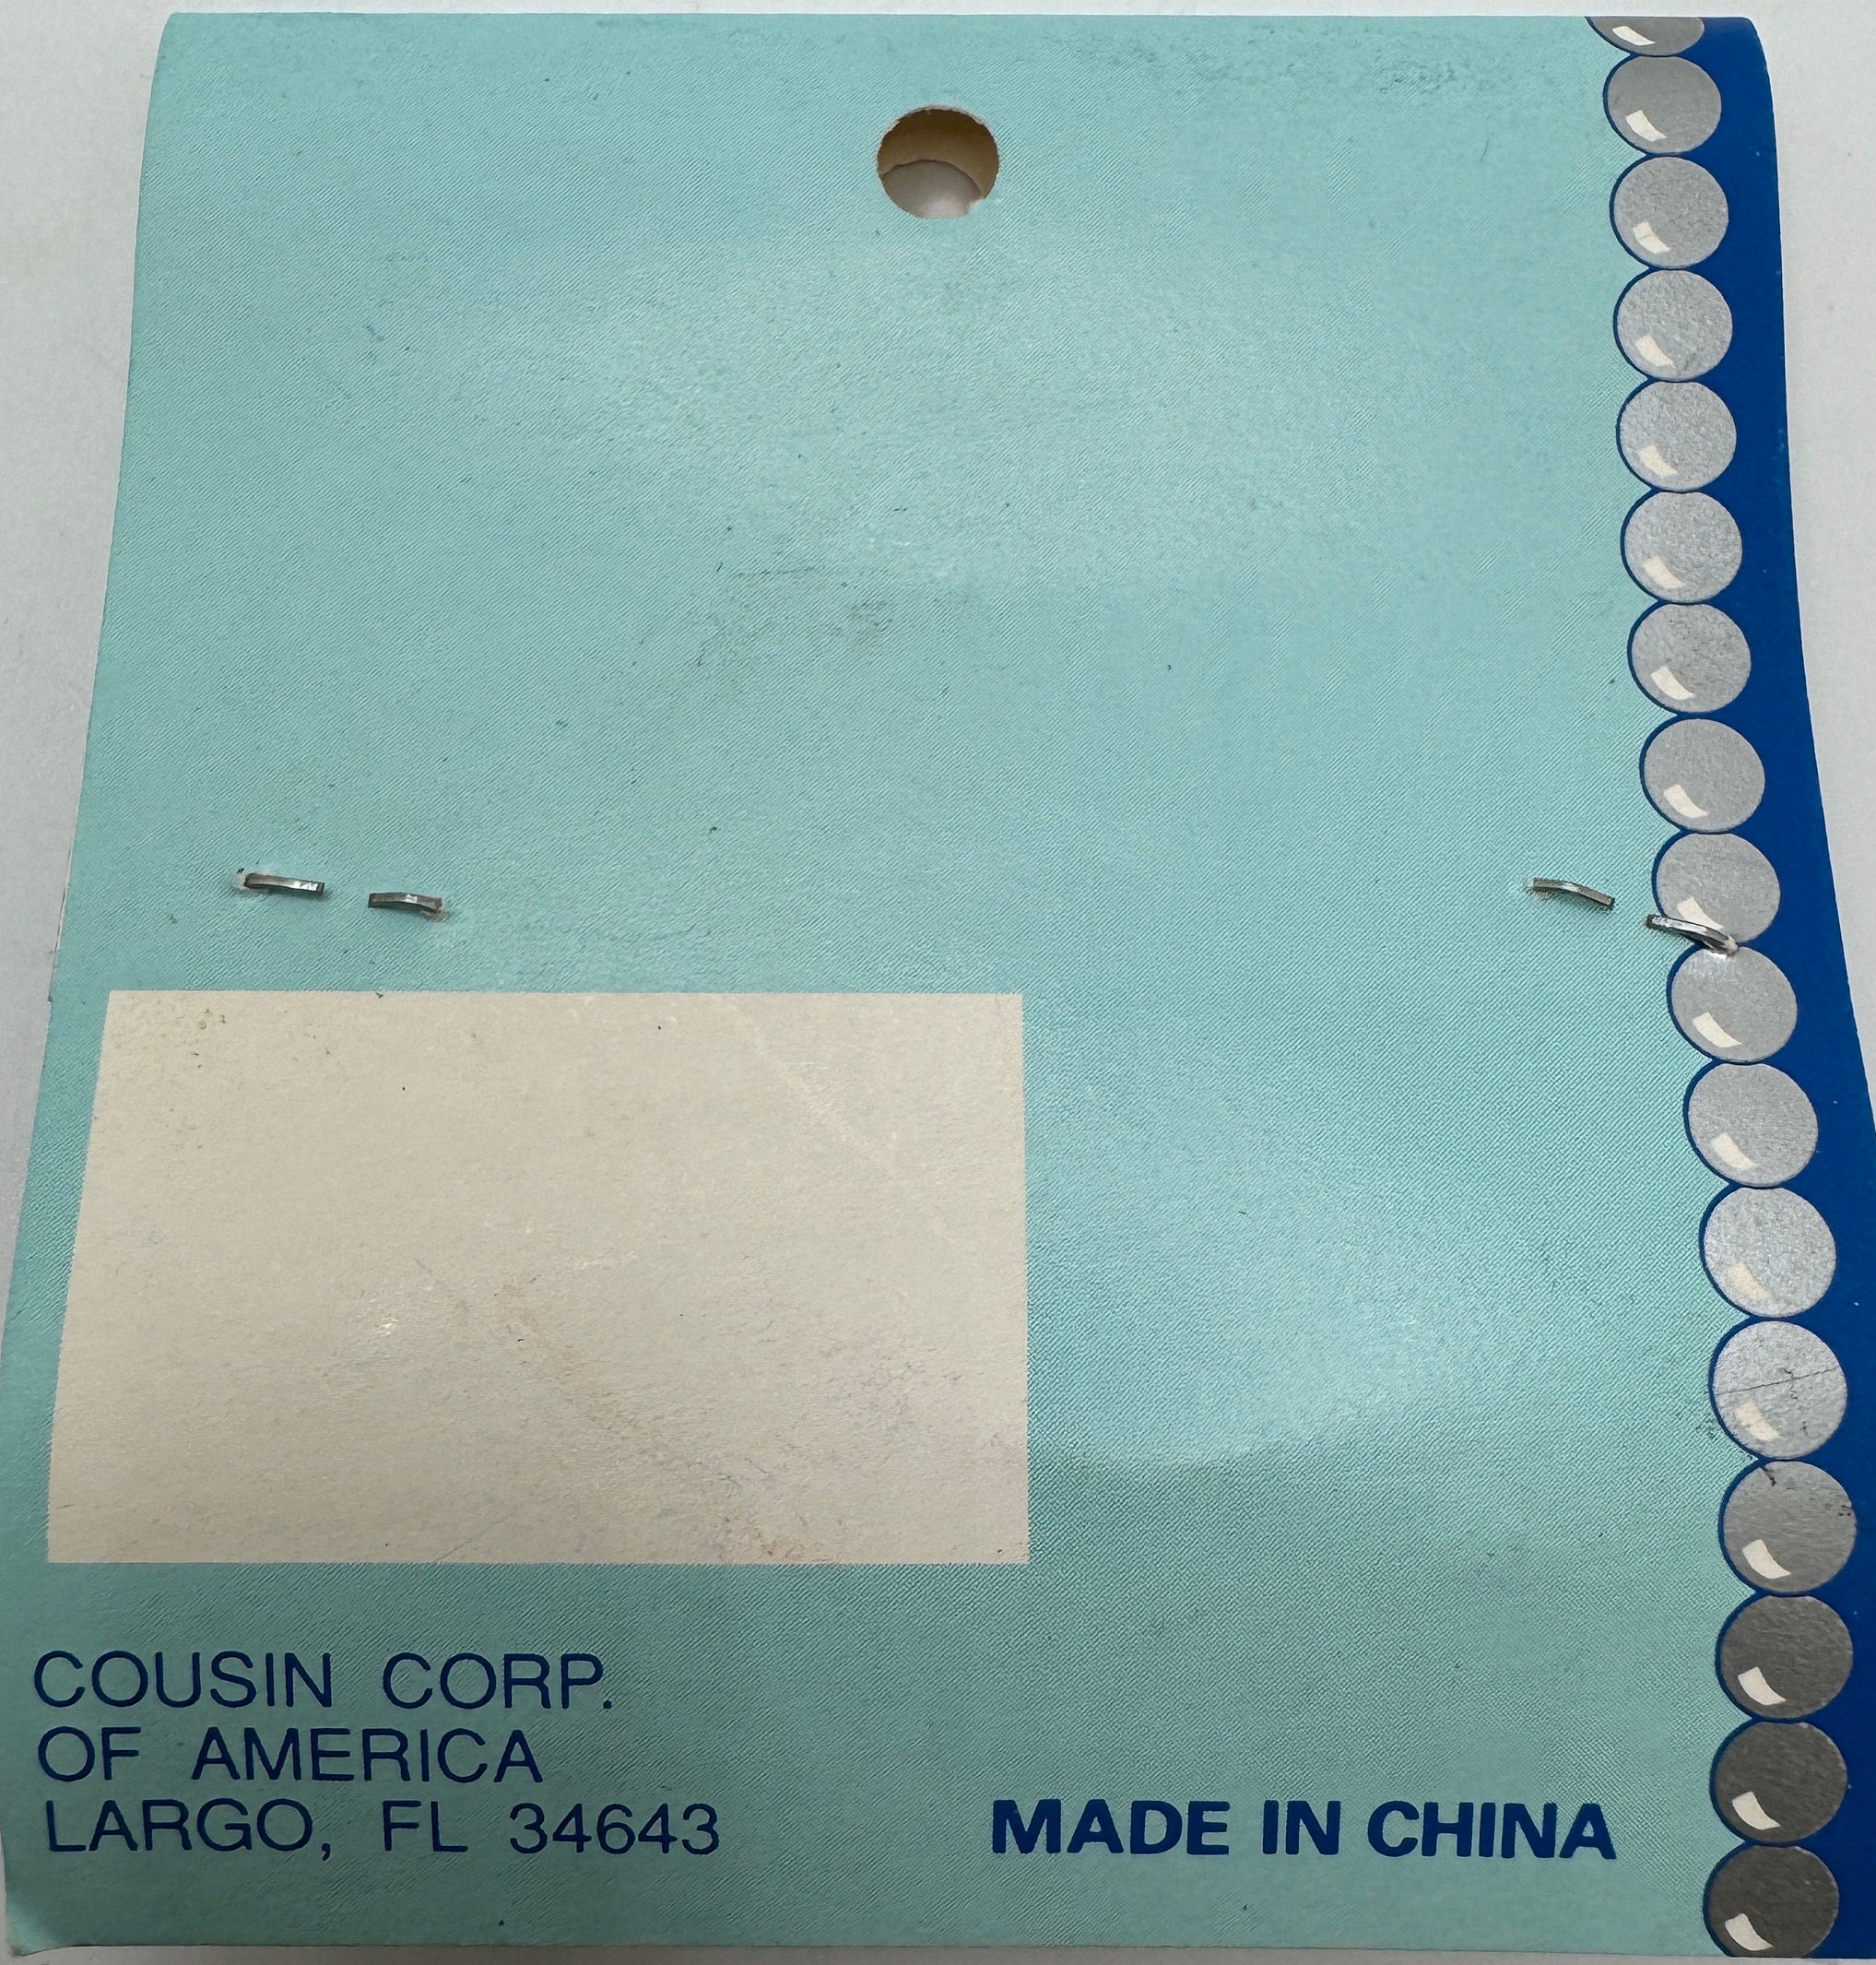 COUSIN CORP.
OF AMERICA
LARGO, FL 34643
MADE IN CHINA